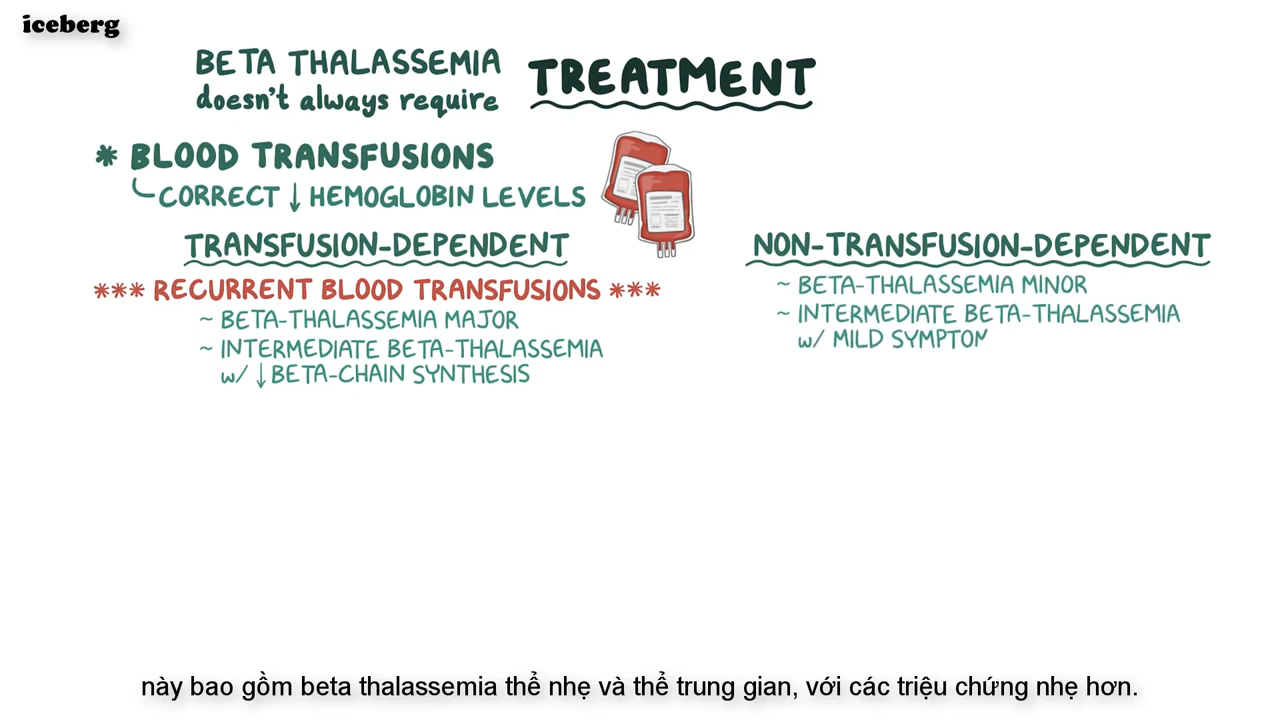 iceberg
BETA THALASSEMIA
doesn't always require
TREATMENT
* BLOOD TRANSFUSIONS
CORRECT ↓ HEMOGLOBIN LEVELS
TRANSFUSION-DEPENDENT
*** RECURRENT BLOOD TRANSFUSIONS ***
~ BETA-THALASSEMIA MAJOR
~ INTERMEDIATE BETA-THALASSEMIA
w/ ↓ BETA-CHAIN SYNTHESIS
NON-TRANSFUSION-DEPENDENT
~ BETA-THALASSEMIA MINOR
~ INTERMEDIATE BETA-THALASSEMIA
w/ MILD SYMPTOM
này bao gồm beta thalassemia thể nhẹ và thể trung gian, với các triệu chứng nhẹ hơn.